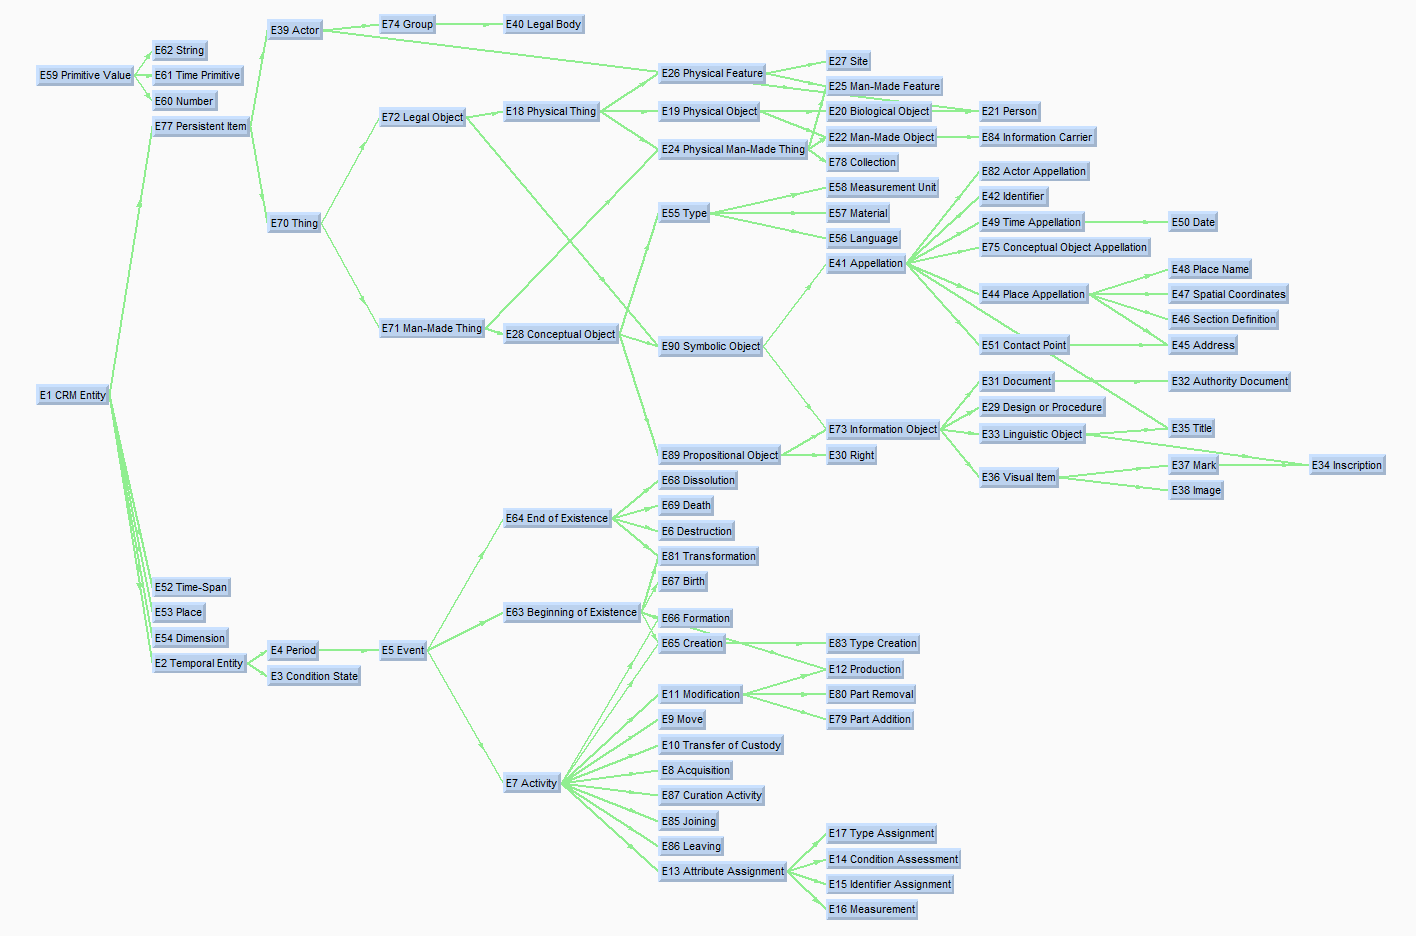 E59 Primitive Value
E62 String
E61 Time Primitive
E60 Number
E1 CRM Entity
E77 Persistent Item
E52 Time-Span
E53 Place
E54 Dimension
E2 Temporal Entity
E39 Actor
E70 Thing
E4 Period
E3 Condition State
E74 Group
E72 Legal Object
E71 Man-Made Thing
E5 Event
E40 Legal Body
E18 Physical Thing
E28 Conceptual Object
E64 End of Existence
E63 Beginning of Existence
E7 Activity
E26 Physical Feature
E19 Physical Object
E24 Physical Man-Made Thing
E55 Type
E90 Symbolic Object
E89 Propositional Object
E68 Dissolution
E69 Death
E6 Destruction
E81 Transformation
E67 Birth
E66 Formation
E65 Creation
E11 Modification
E9 Move
E10 Transfer of Custody
E8 Acquisition
E87 Curation Activity
E85 Joining
E86 Leaving
E13 Attribute Assignment
E27 Site
E25 Man-Made Feature
E20 Biological Object
E22 Man-Made Object
E78 Collection
E58 Measurement Unit
E57 Material
E56 Language
E41 Appellation
E73 Information Object
E30 Right
E83 Type Creation
E12 Production
E80 Part Removal
E79 Part Addition
E17 Type Assignment
E14 Condition Assessment
E15 Identifier Assignment
E16 Measurement
E21 Person
E84 Information Carrier
E82 Actor Appellation
E42 Identifier
E49 Time Appellation
E75 Conceptual Object Appellation
E44 Place Appellation
E51 Contact Point
E31 Document
E29 Design or Procedure
E33 Linguistic Object
E36 Visual Item
E50 Date
E48 Place Name
E47 Spatial Coordinates
E46 Section Definition
E45 Address
E32 Authority Document
E35 Title
E37 Mark
E38 Image
E34 Inscription